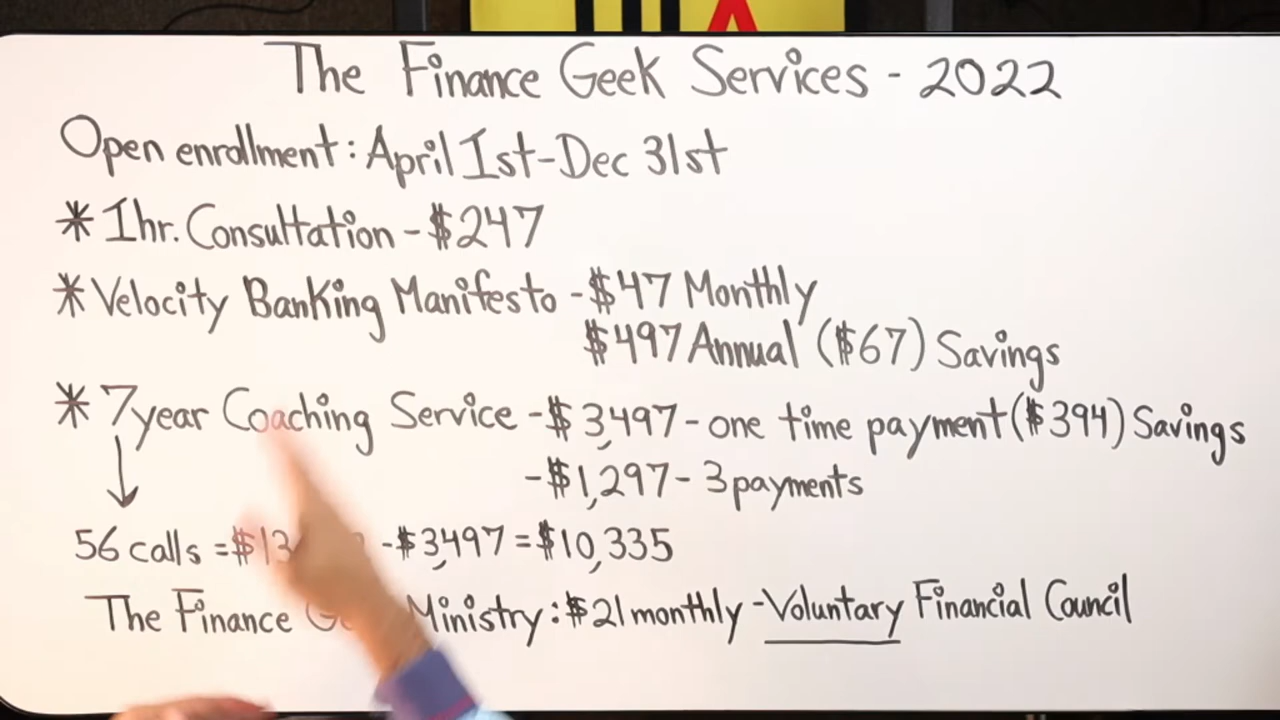 The Finance Geek Services - 2022
Open enrollment: April 1st-Dec 31st
* 1hr. Consultation - $247
* Velocity Banking Manifesto - $47 Monthly
$497 Annual ($67) Savings
* 7year Coaching Service - $3,497 - one time payment ($394) Savings
- $1,297 - 3 payments
56 calls = - $3,497 = $10,335
The Finance Ministry: $21 monthly - Voluntary Financial Council